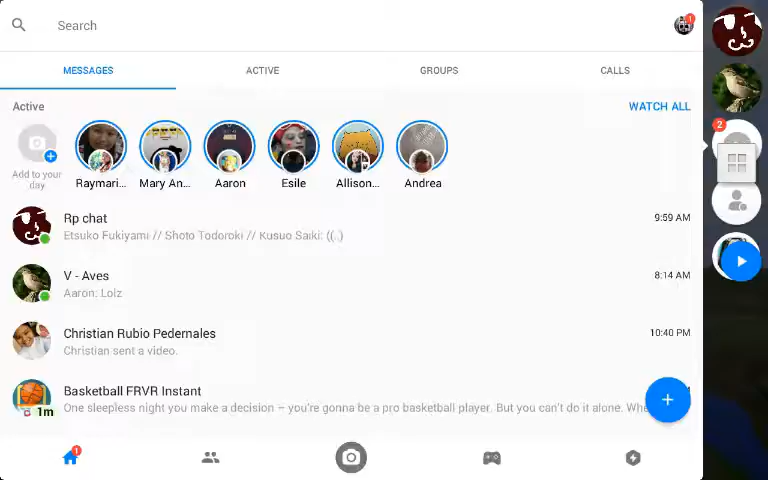 Search
1
MESSAGES
ACTIVE
GROUPS
CALLS
Active
WATCH ALL
Add to your
day
Raymari...
Mary An...
Aaron
Esile
Allison...
Andrea
2
Rp chat
9:59 AM
Etsuko Fukiyami // Shoto Todoroki // Kusuo Saiki: ((.)
V - Aves
8:14 AM
Aaron: Lolz
Christian Rubio Pedernales
10:40 PM
Christian sent a video.
Basketball FRVR Instant
1m
One sleepless night you make a decision – you're gonna be a pro basketball player. But you can't do it alone.
1